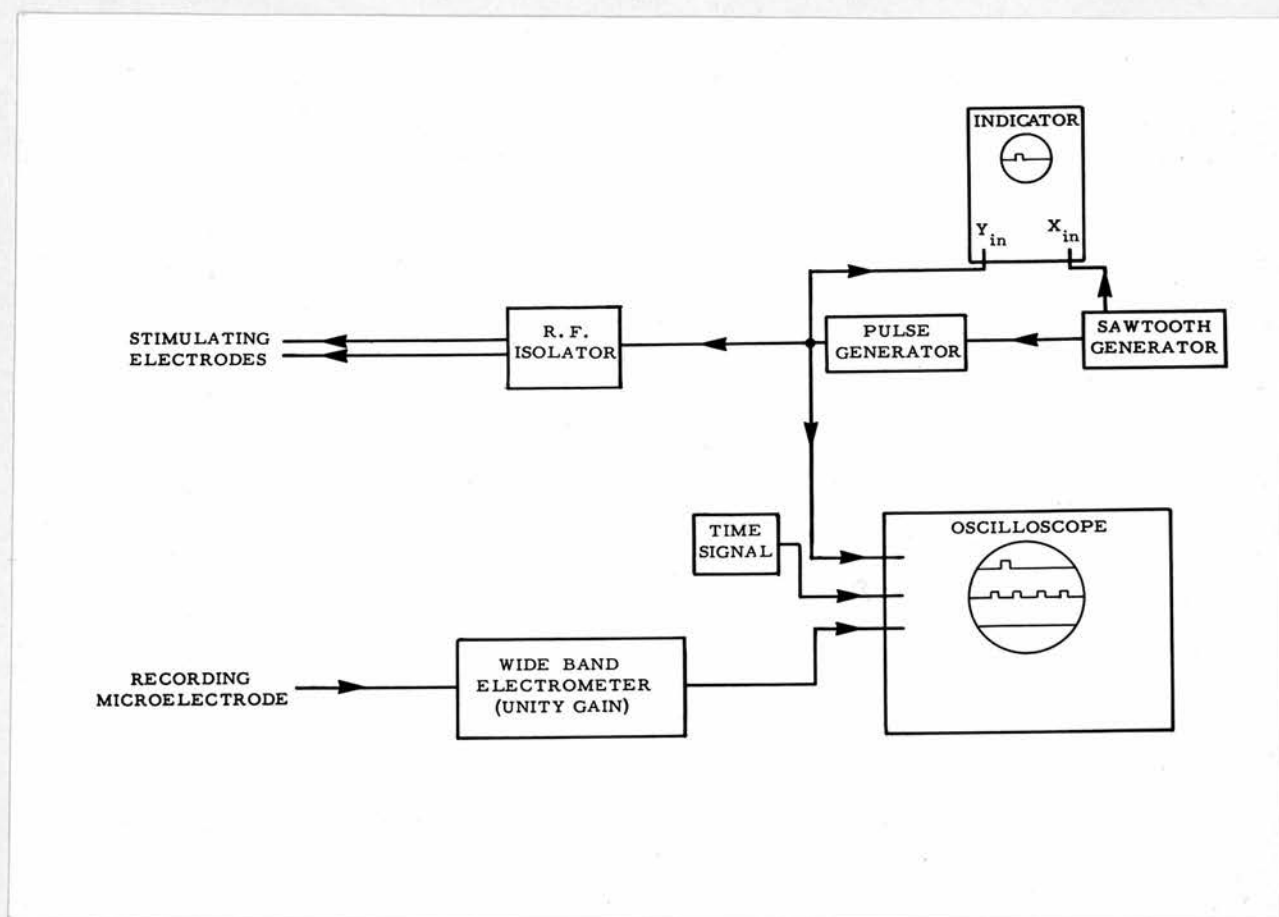 INDICATOR
Y in
X in
STIMULATING
ELECTRODES
R. F.
ISOLATOR
PULSE
GENERATOR
SAWTOOTH
GENERATOR
TIME
SIGNAL
OSCILLOSCOPE
RECORDING
MICROELECTRODE
WIDE BAND
ELECTROMETER
(UNITY GAIN)